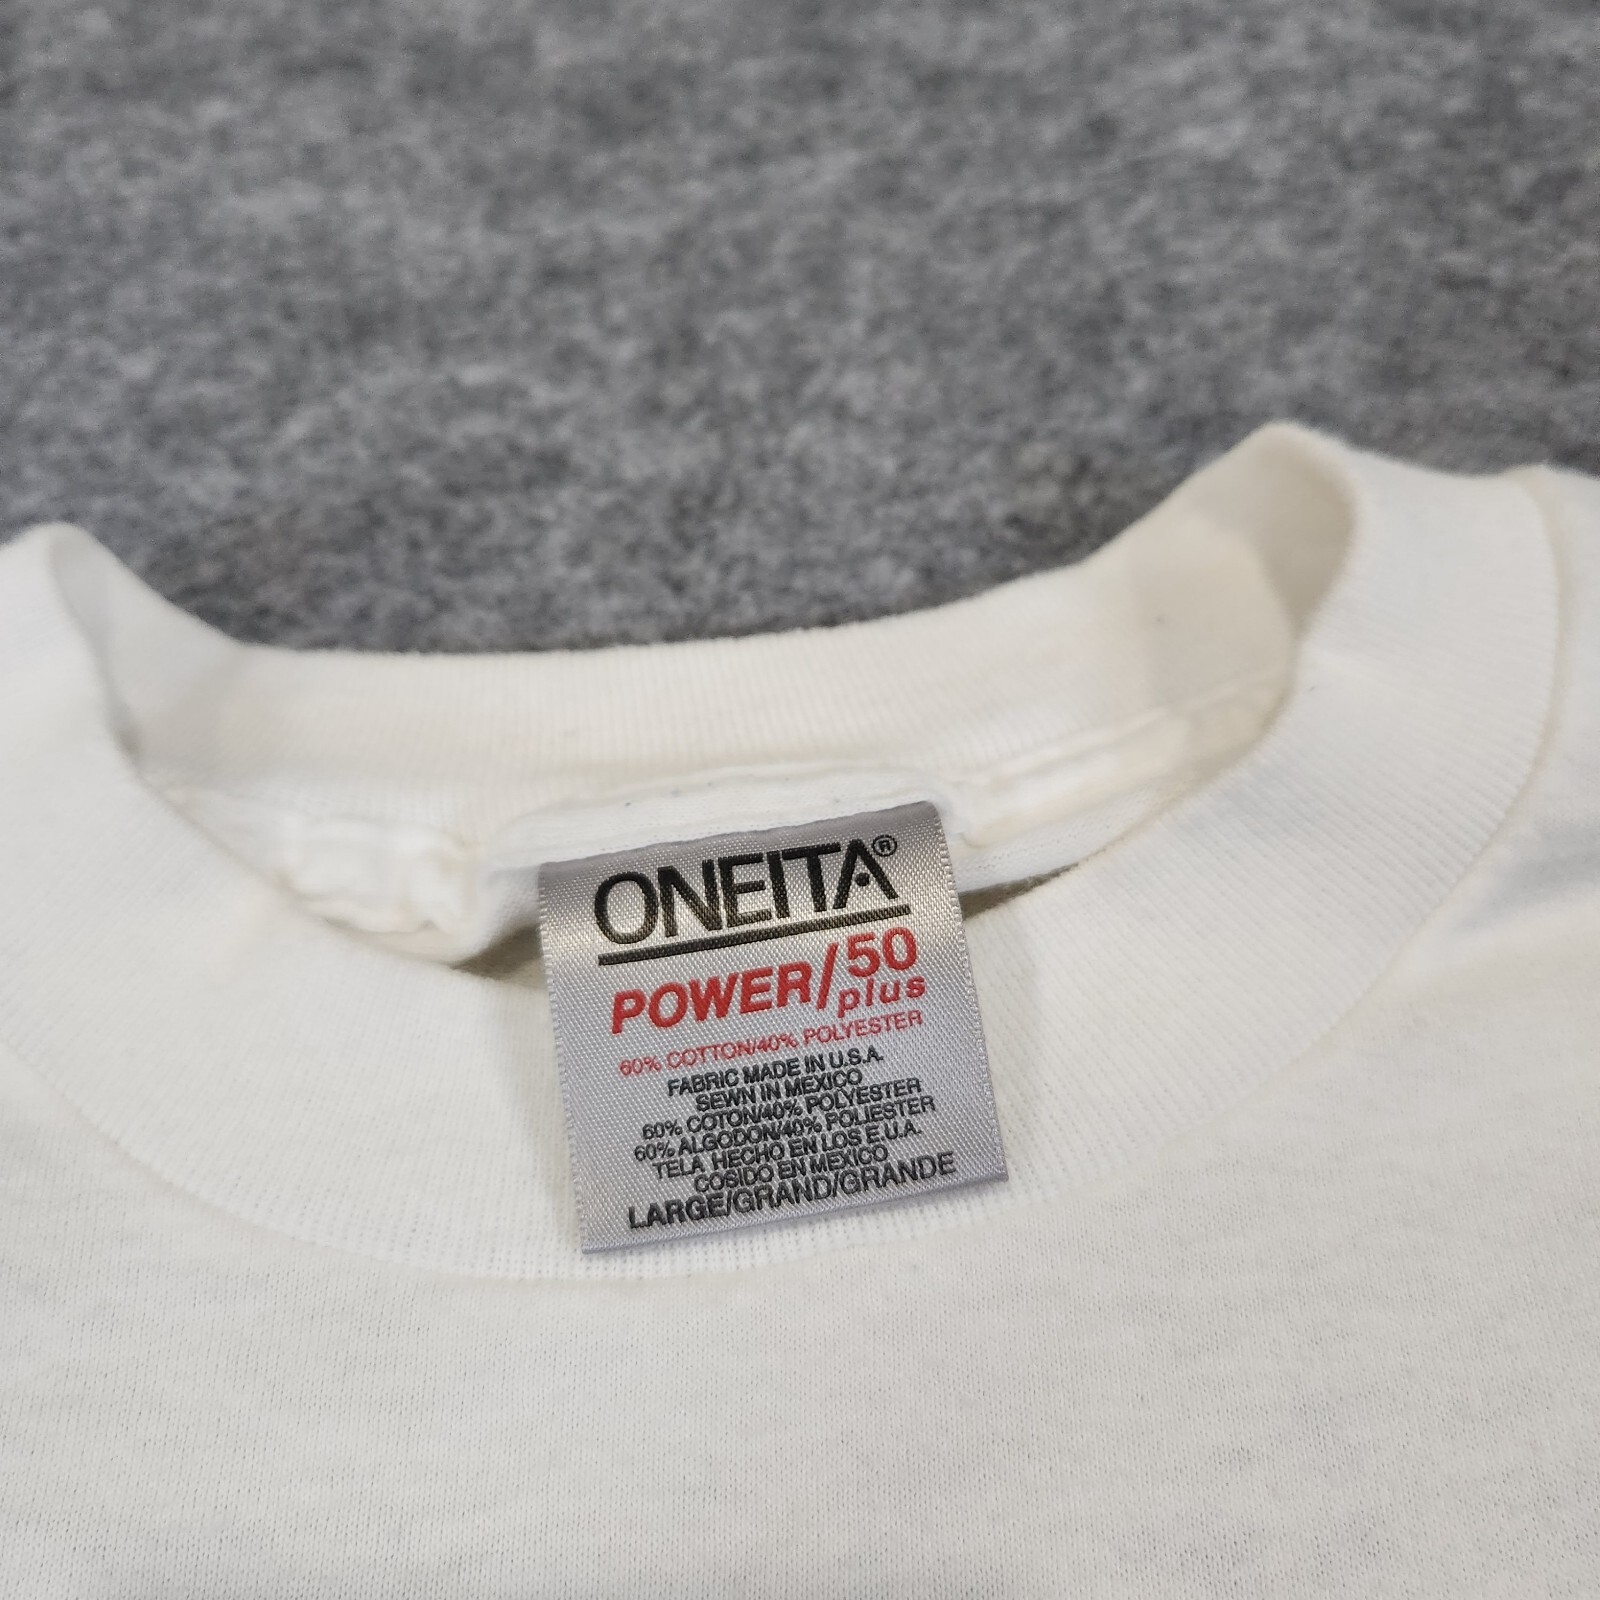 ONEITA®
POWER/50
plus
60% COTTON/40% POLYESTER
FABRIC MADE IN U.S.A.
SEWN IN MEXICO
60% COTON/40% POLYESTER
60% ALGODON/40% POLIESTER
TELA HECHO EN LOS E.U.A.
COSIDO EN MEXICO
LARGE/GRAND/GRANDE